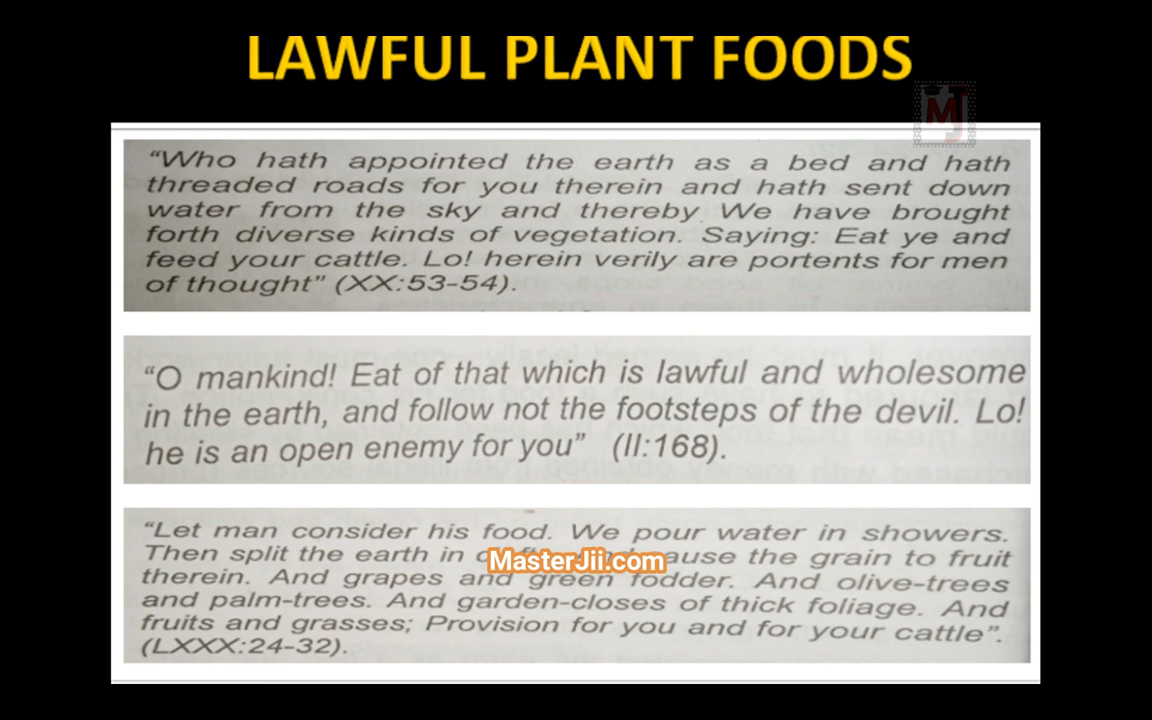 LAWFUL PLANT FOODS
MJ
“Who hath appointed the earth as a bed and hath
threaded roads for you therein and hath sent down
water from the sky and thereby We have brought
forth diverse kinds of vegetation. Saying: Eat ye and
feed your cattle. Lo! herein verily are portents for men
of thought” (XX:53-54).
“O mankind! Eat of that which is lawful and wholesome
in the earth, and follow not the footsteps of the devil. Lo!
he is an open enemy for you” (II:168).
“Let man consider his food. We pour water in showers.
Then split the earth in ause the grain to fruit
MasterJii.com
therein. And grapes and green fodder. And olive-trees
and palm-trees. And garden-closes of thick foliage. And
fruits and grasses; Provision for you and for your cattle”.
(LXXX:24-32).